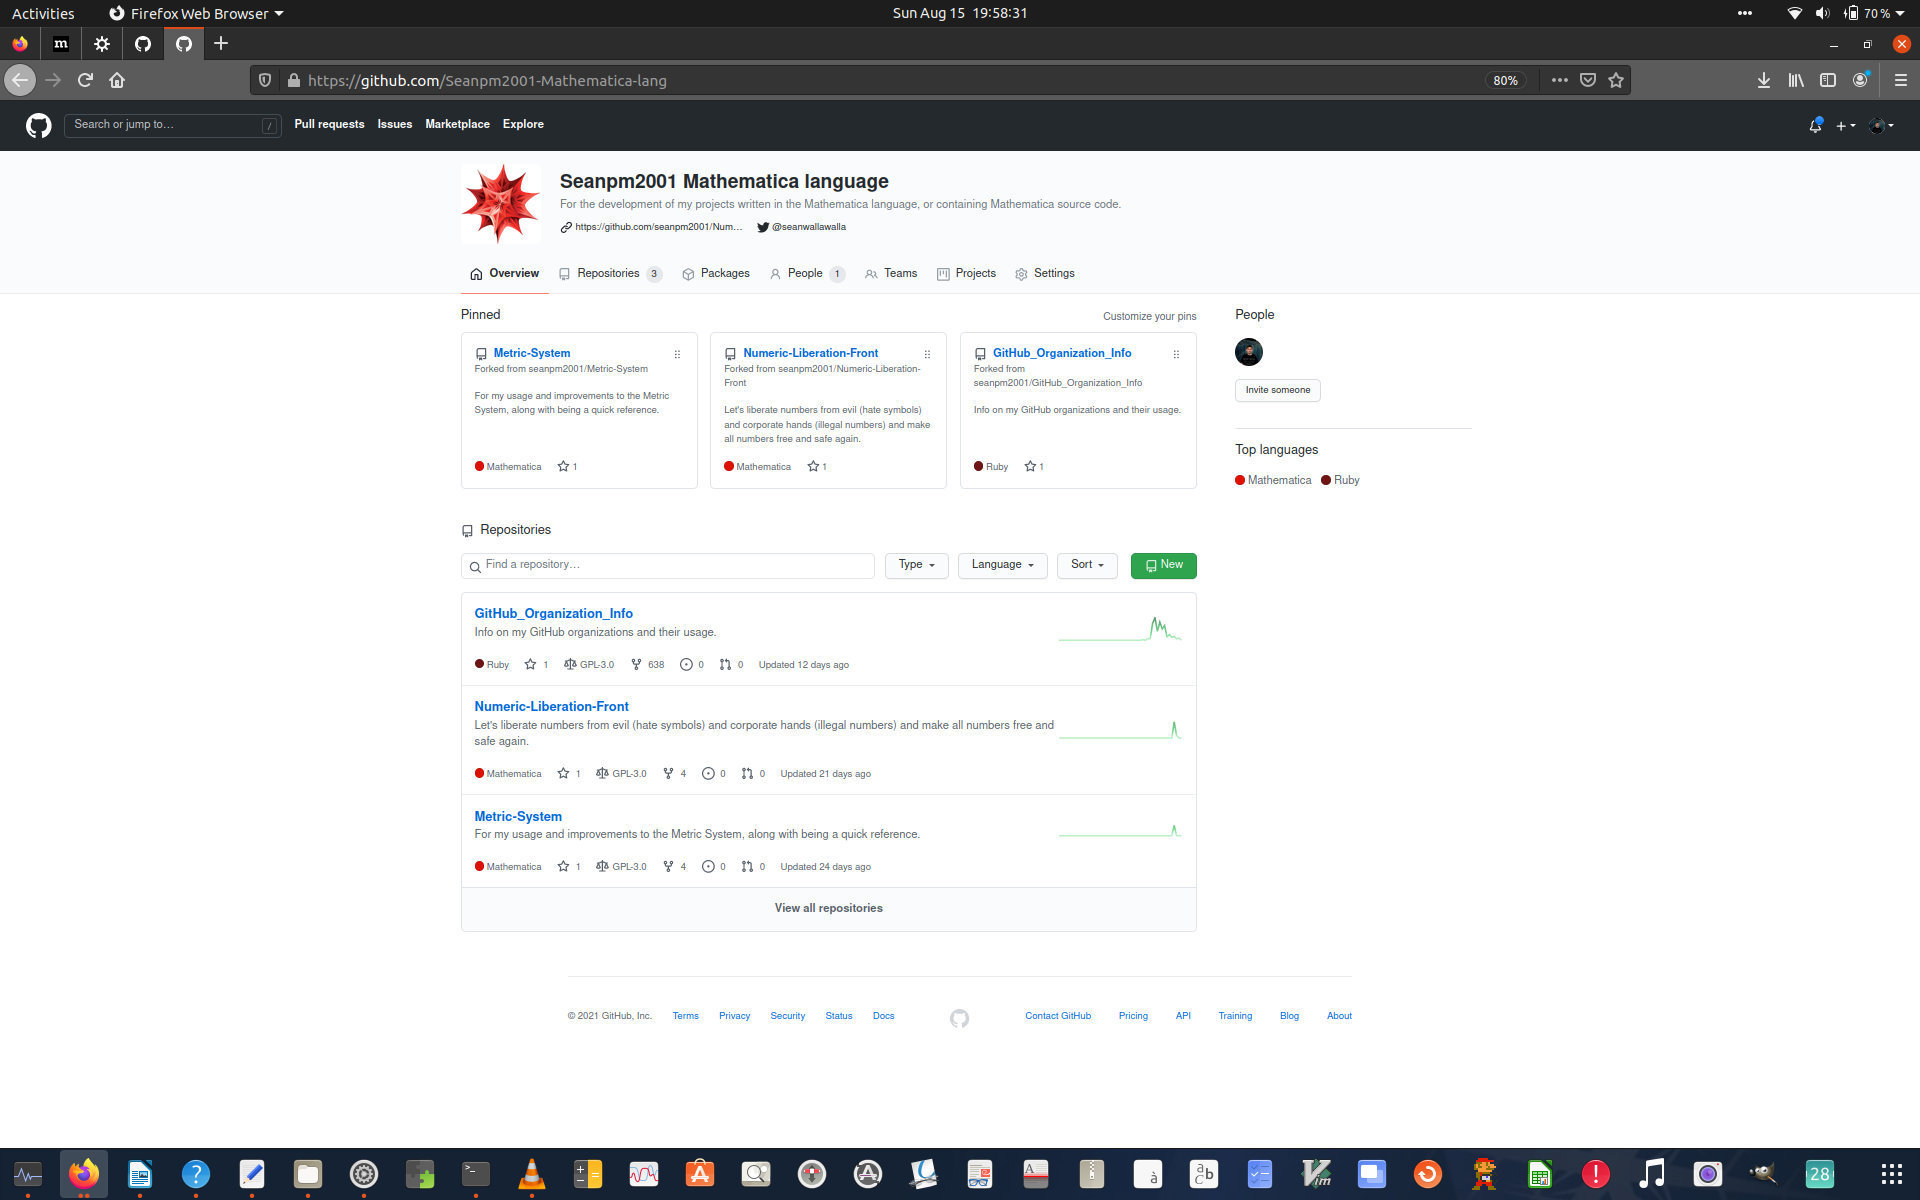 Activities
Firefox Web Browser
Sun Aug 15 19:58:31
70 %
m
https://github.com/Seanpm2001-Mathematica-lang
80%
Search or jump to…
/
Pull requests Issues Marketplace Explore
Seanpm2001 Mathematica language
For the development of my projects written in the Mathematica language, or containing Mathematica source code.
https://github.com/seanpm2001/Num… @seanwallawalla
Overview Repositories 3 Packages People 1 Teams Projects Settings
Pinned
Customize your pins
Metric-System
Forked from seanpm2001/Metric-System
For my usage and improvements to the Metric
System, along with being a quick reference.
Mathematica 1
Numeric-Liberation-Front
Forked from seanpm2001/Numeric-Liberation-
Front
Let's liberate numbers from evil (hate symbols)
and corporate hands (illegal numbers) and make
all numbers free and safe again.
Mathematica 1
GitHub_Organization_Info
Forked from
seanpm2001/GitHub_Organization_Info
Info on my GitHub organizations and their usage.
Ruby 1
People
Invite someone
Top languages
Mathematica Ruby
Repositories
Find a repository…
Type Language Sort New
GitHub_Organization_Info
Info on my GitHub organizations and their usage.
Ruby 1 GPL-3.0 638 0 0 Updated 12 days ago
Numeric-Liberation-Front
Let's liberate numbers from evil (hate symbols) and corporate hands (illegal numbers) and make all numbers free and
safe again.
Mathematica 1 GPL-3.0 4 0 0 Updated 21 days ago
Metric-System
For my usage and improvements to the Metric System, along with being a quick reference.
Mathematica 1 GPL-3.0 4 0 0 Updated 24 days ago
View all repositories
© 2021 GitHub, Inc. Terms Privacy Security Status Docs
Contact GitHub Pricing API Training Blog About
28